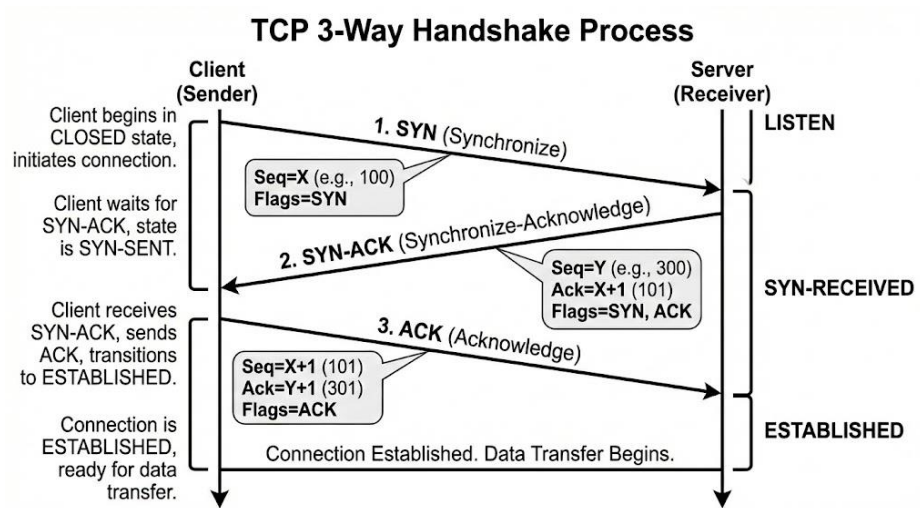 TCP 3-Way Handshake Process
Client
(Sender)
Server
(Receiver)
Client begins in
CLOSED state,
initiates connection.
1. SYN (Synchronize)
LISTEN
Seq=X (e.g., 100)
Flags=SYN
Client waits for
SYN-ACK, state
is SYN-SENT.
2. SYN-ACK (Synchronize-Acknowledge)
Seq=Y (e.g., 300)
Ack=X+1 (101)
Flags=SYN, ACK
SYN-RECEIVED
Client receives
SYN-ACK, sends
ACK, transitions
to ESTABLISHED.
3. ACK (Acknowledge)
Seq=X+1 (101)
Ack=Y+1 (301)
Flags=ACK
Connection is
ESTABLISHED,
ready for data
transfer.
Connection Established. Data Transfer Begins.
ESTABLISHED